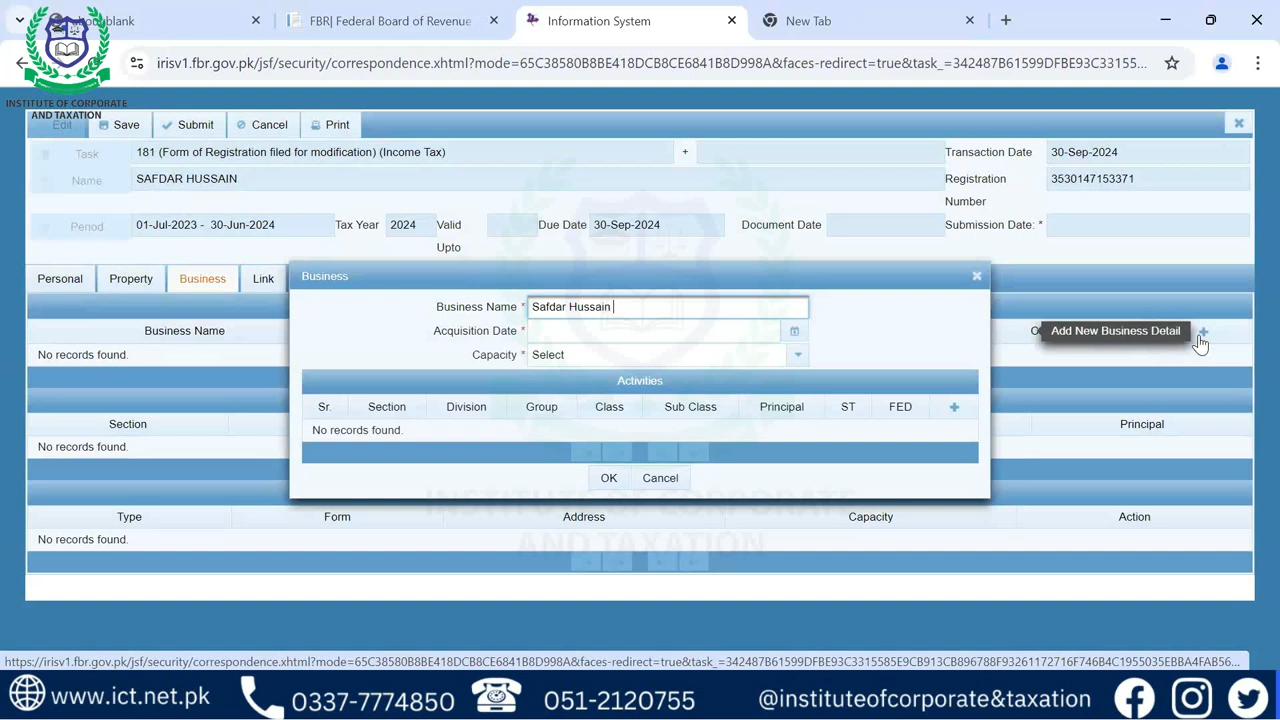 about:blank
FBR| Federal Board of Revenue
Information System
New Tab
irisv1.fbr.gov.pk/jsf/security/correspondence.xhtml?mode=65C38580B8BE418DCB8CE6841B8D998A&faces-redirect=true&task_=342487B61599DFBE93C33155...
INSTITUTE OF CORPORATE
AND TAXATION
Edit Save Submit Cancel Print
Task 181 (Form of Registration filed for modification) (Income Tax) + Transaction Date 30-Sep-2024
Name SAFDAR HUSSAIN Registration Number 3530147153371
Period 01-Jul-2023 - 30-Jun-2024 Tax Year 2024 Valid Upto Due Date 30-Sep-2024 Document Date Submission Date: *
Personal Property Business Link
Business
Business Name * Safdar Hussain
Acquisition Date *
Capacity * Select
Activities
Sr. Section Division Group Class Sub Class Principal ST FED +
No records found.
OK Cancel
Business Name
Add New Business Detail +
No records found.
Section Principal
No records found.
INSTITUTE OF CORPORATE
AND TAXATION
Type Form Address Capacity Action
No records found.
https://irisv1.fbr.gov.pk/jsf/security/correspondence.xhtml?mode=65C38580B8BE418DCB8CE6841B8D998A&faces-redirect=true&task_=342487B61599DFBE93C3315585E9CB913CB896788F93261172716F746B4C1955035EBBA4FAB56...
www.ict.net.pk 0337-7774850 051-2120755 @instituteofcorporate&taxation